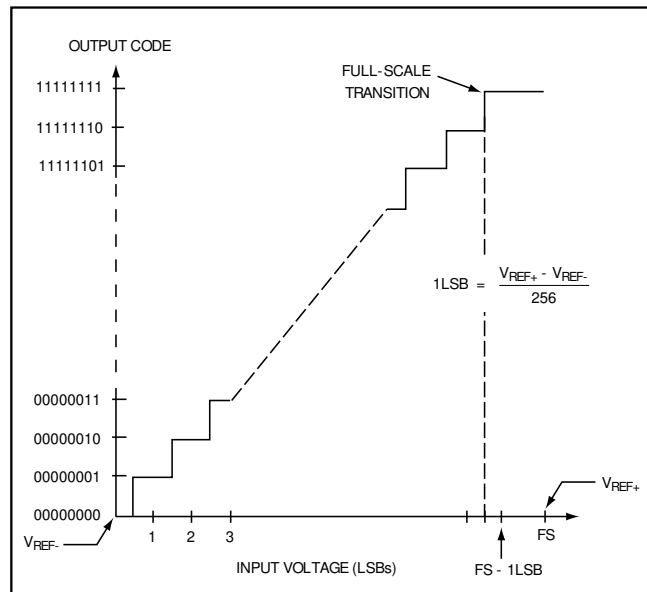 OUTPUT CODE
11111111
11111110
11111101
FULL-SCALE
TRANSITION
1LSB = VREF+ - VREF-
256
00000011
00000010
00000001
00000000
VREF-
1 2 3
FS
VREF+
INPUT VOLTAGE (LSBs)
FS - 1LSB